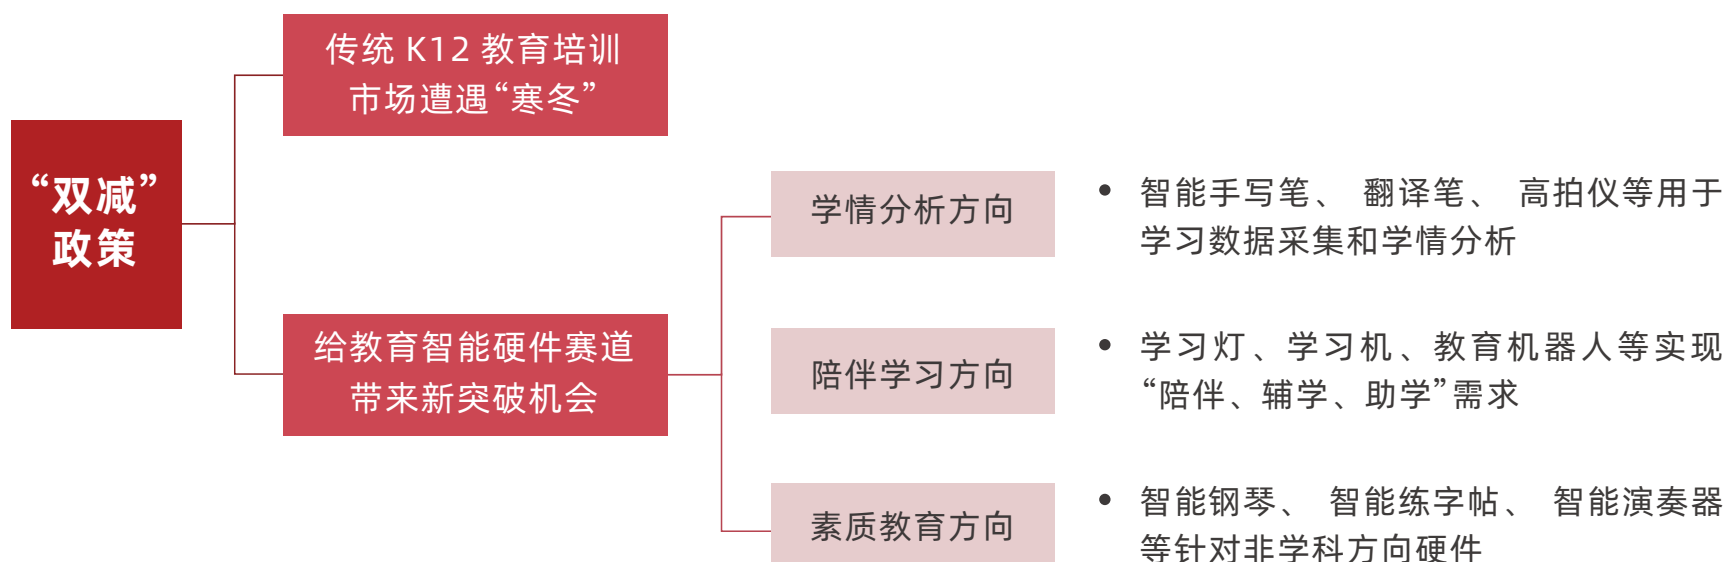 “双减”
政策
传统 K12 教育培训
市场遭遇“寒冬”
给教育智能硬件赛道
带来新突破机会
学情分析方向
智能手写笔、 翻译笔、 高拍仪等用于
学习数据采集和学情分析
陪伴学习方向
学习灯、学习机、教育机器人等实现
“陪伴、辅学、助学”需求
素质教育方向
智能钢琴、 智能练字帖、 智能演奏器
等针对非学科方向硬件